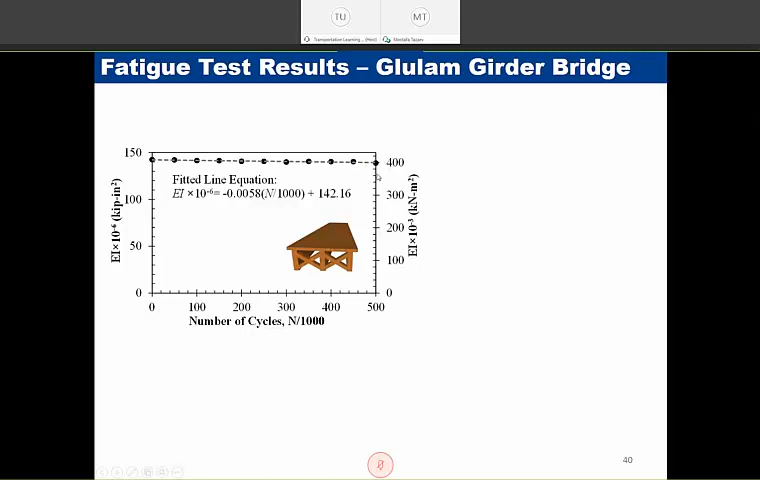 TU
MT
Transportation Learning ... (Host)
Mostafa Tazarv
Fatigue Test Results – Glulam Girder Bridge
150
100
50
0
EI×10⁻⁶ (kip-in²)
Fitted Line Equation:
EI ×10⁻⁶= -0.0058(N/1000) + 142.16
400
300
200
100
0
EI×10⁻³ (kN-m²)
0 100 200 300 400 500
Number of Cycles, N/1000
40